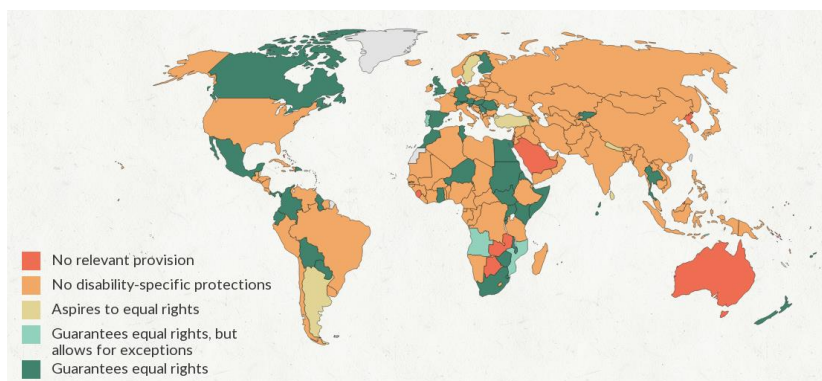 No relevant provision
No disability-specific protections
Aspires to equal rights
Guarantees equal rights, but
allows for exceptions
Guarantees equal rights